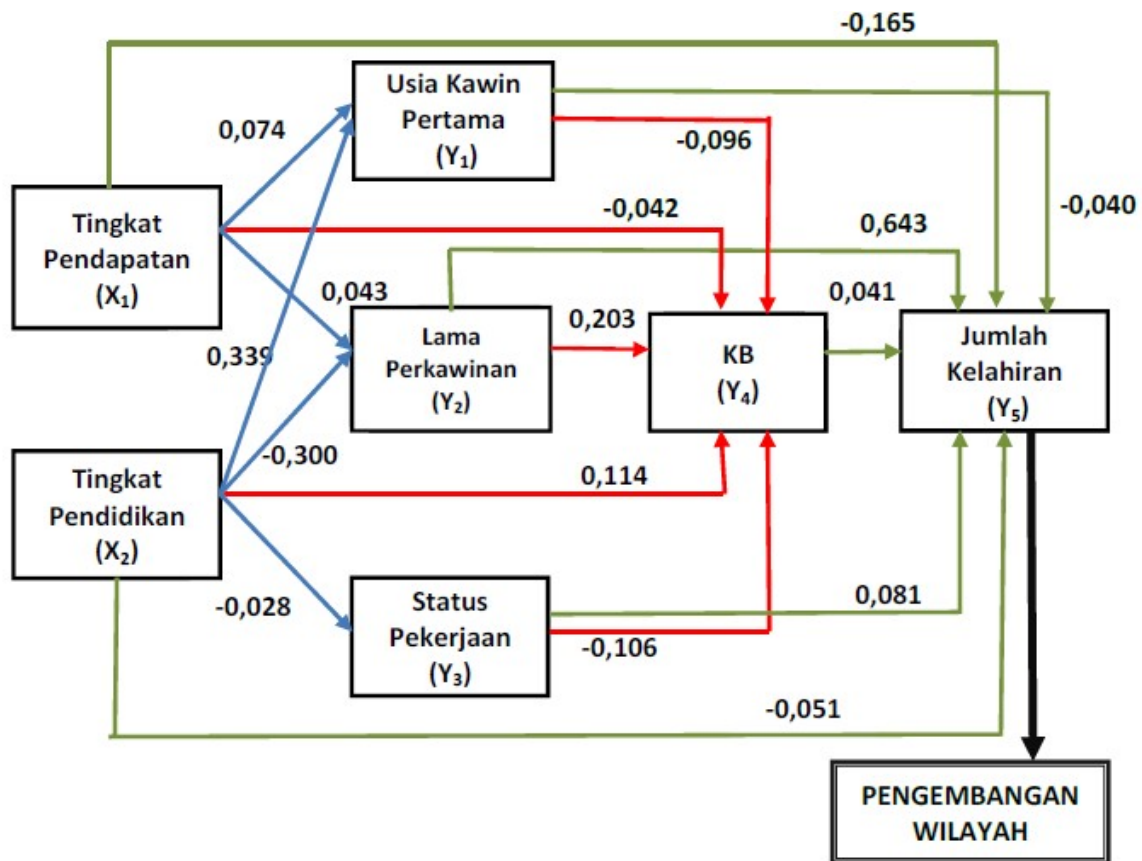 -0,165
Usia Kawin
Pertama
(Y₁)
0,074
-0,096
Tingkat
Pendapatan
(X₁)
-0,042
-0,040
0,643
0,043
0,203
0,041
Lama
Perkawinan
(Y₂)
KB
(Y₄)
Jumlah
Kelahiran
(Y₅)
0,339
-0,300
Tingkat
Pendidikan
(X₂)
0,114
-0,028
Status
Pekerjaan
(Y₃)
0,081
-0,106
-0,051
PENGEMBANGAN
WILAYAH